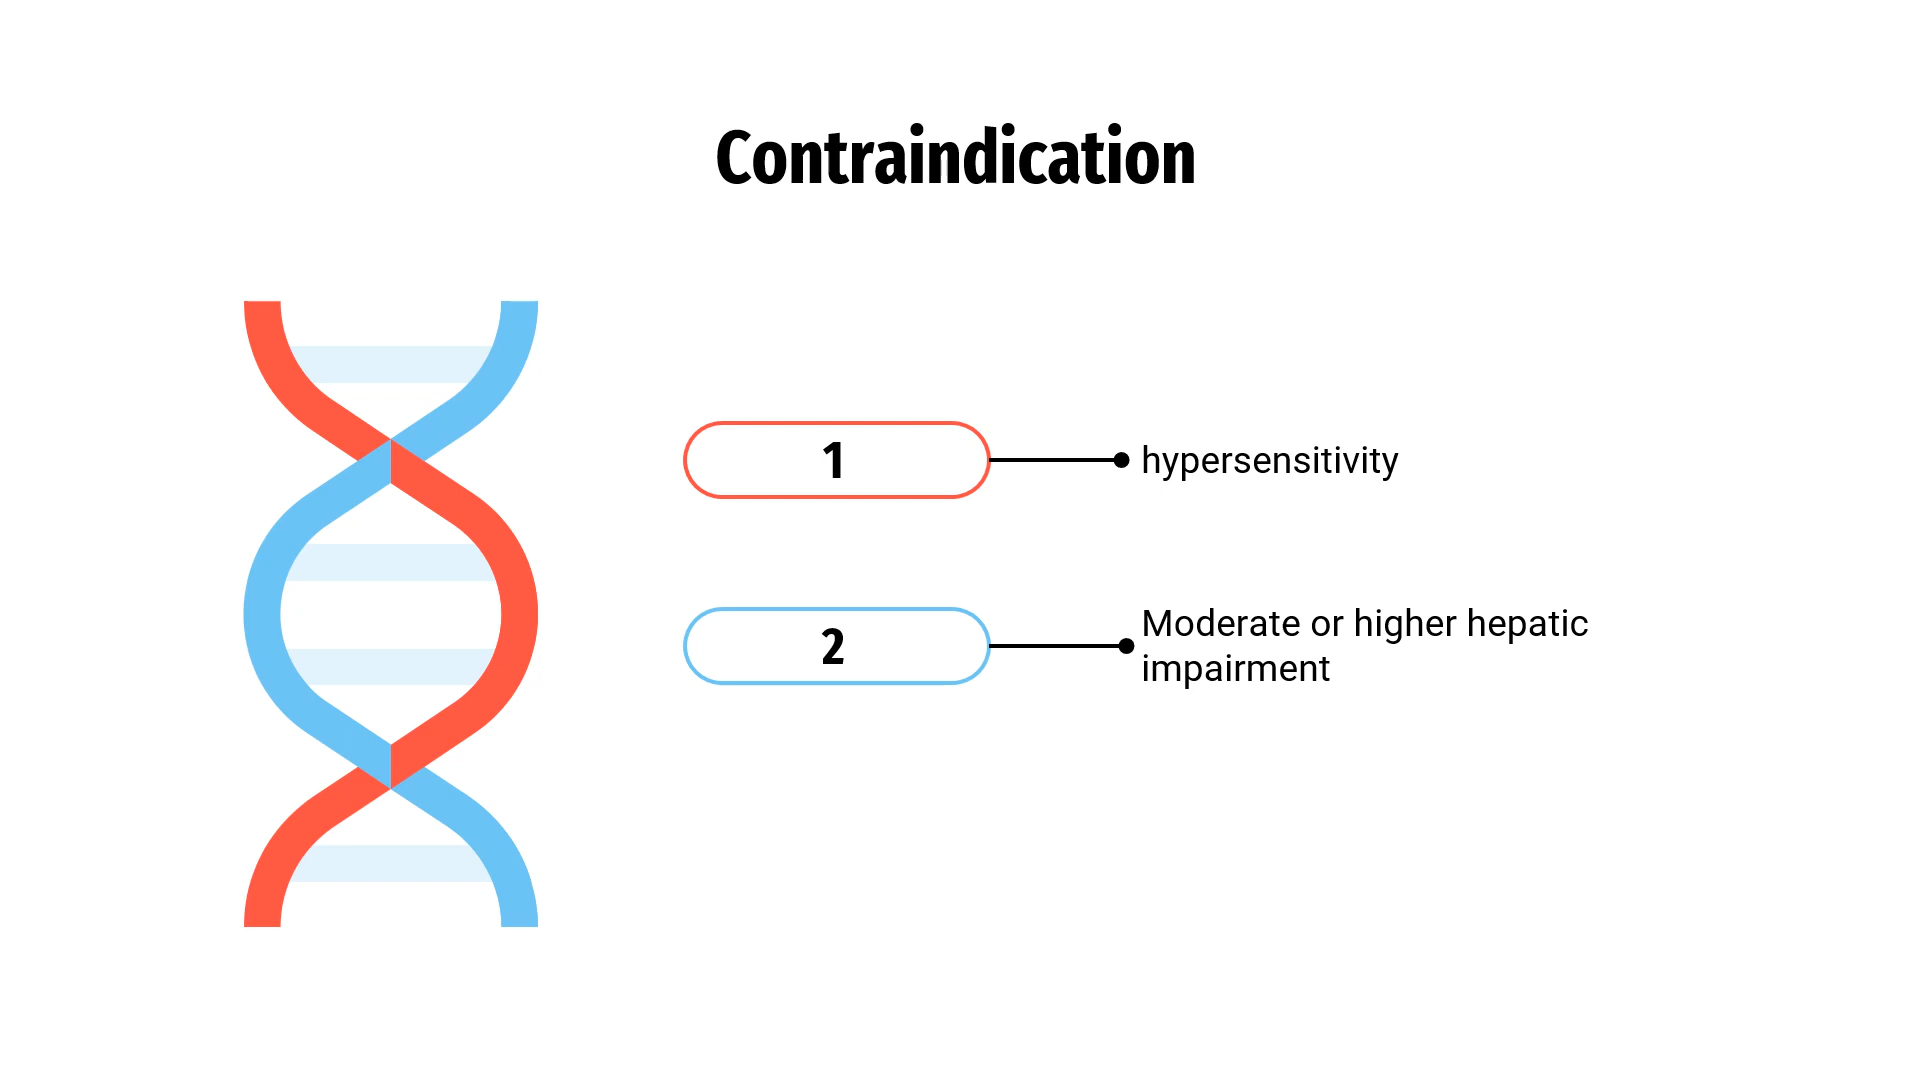 Contraindication
1
hypersensitivity
2
Moderate or higher hepatic
impairment